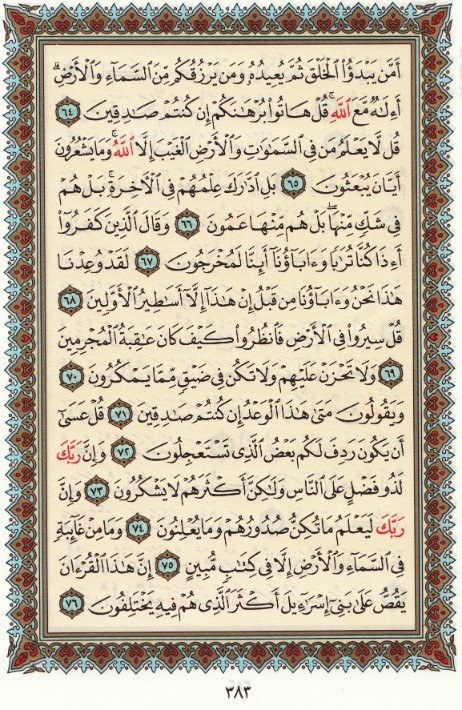 أَمَّن يَبْدَؤُا۟ ٱلْخَلْقَ ثُمَّ يُعِيدُهُۥ وَمَن يَرْزُقُكُم مِّنَ ٱلسَّمَآءِ وَٱلْأَرْضِ ۗ
أَءِلَٰهٌ مَّعَ ٱللَّهِ ۚ قُلْ هَاتُوا۟ بُرْهَٰنَكُمْ إِن كُنتُمْ صَٰدِقِينَ ٦٤
قُل لَّا يَعْلَمُ مَن فِى ٱلسَّمَٰوَٰتِ وَٱلْأَرْضِ ٱلْغَيْبَ إِلَّا ٱللَّهُ ۚ وَمَا يَشْعُرُونَ
أَيَّانَ يُبْعَثُونَ ٦٥ بَلِ ٱدَّٰرَكَ عِلْمُهُمْ فِى ٱلْءَاخِرَةِ ۚ بَلْ هُمْ
فِى شَكٍّ مِّنْهَا ۖ بَلْ هُم مِّنْهَا عَمُونَ ٦٦ وَقَالَ ٱلَّذِينَ كَفَرُوٓا۟
أَءِذَا كُنَّا تُرَٰبًا وَءَابَآؤُنَآ أَئِنَّا لَمُخْرَجُونَ ٦٧ لَقَدْ وُعِدْنَا
هَٰذَا نَحْنُ وَءَابَآؤُنَا مِن قَبْلُ إِنْ هَٰذَآ إِلَّآ أَسَٰطِيرُ ٱلْأَوَّلِينَ ٦٨
قُلْ سِيرُوا۟ فِى ٱلْأَرْضِ فَٱنظُرُوا۟ كَيْفَ كَانَ عَٰقِبَةُ ٱلْمُجْرِمِينَ
٦٩ وَلَا تَحْزَنْ عَلَيْهِمْ وَلَا تَكُن فِى ضَيْقٍ مِّمَّا يَمْكُرُونَ ٧٠
وَيَقُولُونَ مَتَىٰ هَٰذَا ٱلْوَعْدُ إِن كُنتُمْ صَٰدِقِينَ ٧١ قُلْ عَسَىٰٓ
أَن يَكُونَ رَدِفَ لَكُم بَعْضُ ٱلَّذِى تَسْتَعْجِلُونَ ٧٢ وَإِنَّ رَبَّكَ
لَذُو فَضْلٍ عَلَى ٱلنَّاسِ وَلَٰكِنَّ أَكْثَرَهُمْ لَا يَشْكُرُونَ ٧٣ وَإِنَّ
رَبَّكَ لَيَعْلَمُ مَا تُكِنُّ صُدُورُهُمْ وَمَا يُعْلِنُونَ ٧٤ وَمَا مِنْ غَآئِبَةٍ
فِى ٱلسَّمَآءِ وَٱلْأَرْضِ إِلَّا فِى كِتَٰبٍ مُّبِينٍ ٧٥ إِنَّ هَٰذَا ٱلْقُرْءَانَ
يَقُصُّ عَلَىٰ بَنِىٓ إِسْرَٰٓءِيلَ أَكْثَرَ ٱلَّذِى هُمْ فِيهِ يَخْتَلِفُونَ ٧٦
٣٨٣